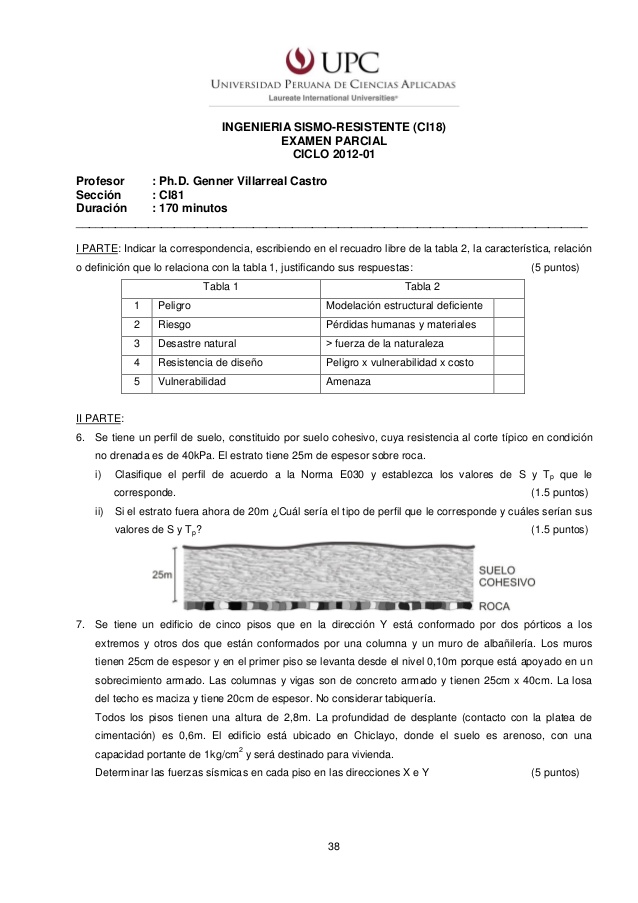 UPC
UNIVERSIDAD PERUANA DE CIENCIAS APLICADAS
Laureate International Universities®
INGENIERIA SISMO-RESISTENTE (CI18)
EXAMEN PARCIAL
CICLO 2012-01
Profesor : Ph.D. Genner Villarreal Castro
Sección : CI81
Duración : 170 minutos
I PARTE: Indicar la correspondencia, escribiendo en el recuadro libre de la tabla 2, la característica, relación
o definición que lo relaciona con la tabla 1, justificando sus respuestas: (5 puntos)
Tabla 1 Tabla 2
1 Peligro Modelación estructural deficiente
2 Riesgo Pérdidas humanas y materiales
3 Desastre natural > fuerza de la naturaleza
4 Resistencia de diseño Peligro x vulnerabilidad x costo
5 Vulnerabilidad Amenaza
II PARTE:
6. Se tiene un perfil de suelo, constituido por suelo cohesivo, cuya resistencia al corte típico en condición
no drenada es de 40kPa. El estrato tiene 25m de espesor sobre roca.
i) Clasifique el perfil de acuerdo a la Norma E030 y establezca los valores de S y Tp que le
corresponde. (1.5 puntos)
ii) Si el estrato fuera ahora de 20m ¿Cuál sería el tipo de perfil que le corresponde y cuáles serían sus
valores de S y Tp? (1.5 puntos)
25m
SUELO
COHESIVO
ROCA
7. Se tiene un edificio de cinco pisos que en la dirección Y está conformado por dos pórticos a los
extremos y otros dos que están conformados por una columna y un muro de albañilería. Los muros
tienen 25cm de espesor y en el primer piso se levanta desde el nivel 0,10m porque está apoyado en un
sobrecimiento armado. Las columnas y vigas son de concreto armado y tienen 25cm x 40cm. La losa
del techo es maciza y tiene 20cm de espesor. No considerar tabiquería.
Todos los pisos tienen una altura de 2,8m. La profundidad de desplante (contacto con la platea de
cimentación) es 0,6m. El edificio está ubicado en Chiclayo, donde el suelo es arenoso, con una
capacidad portante de 1kg/cm² y será destinado para vivienda.
Determinar las fuerzas sísmicas en cada piso en las direcciones X e Y (5 puntos)
38